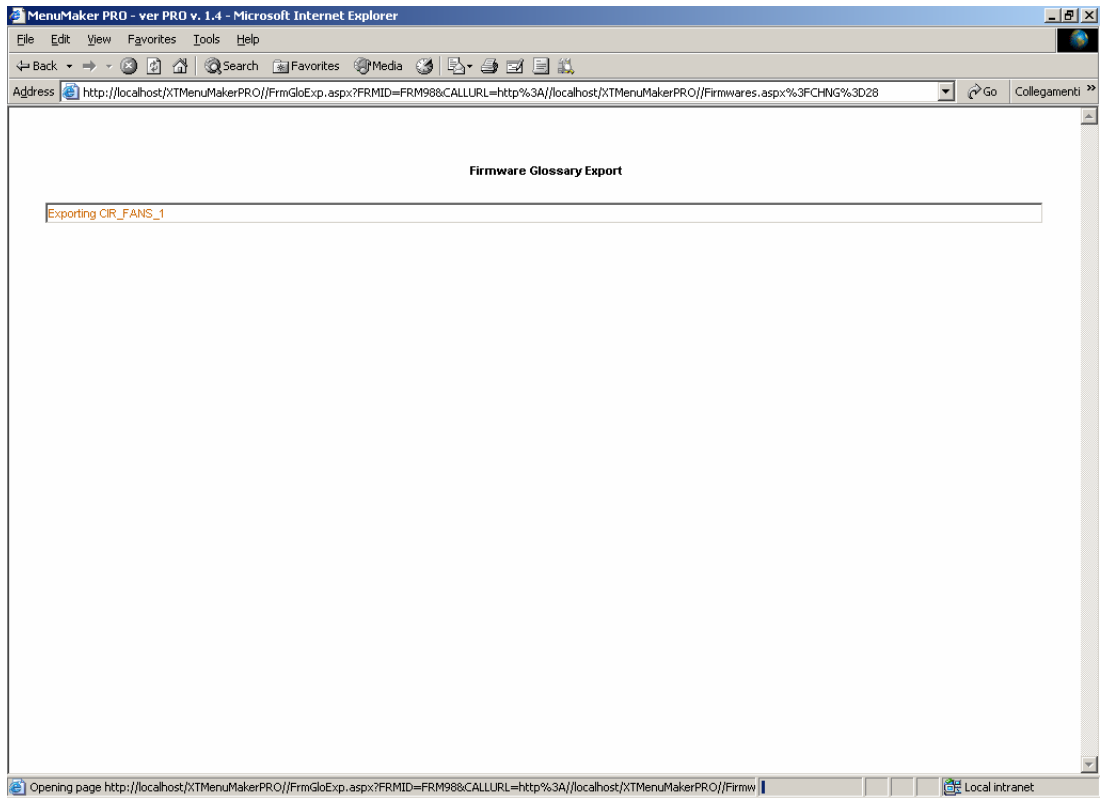 MenuMaker PRO - ver PRO v. 1.4 - Microsoft Internet Explorer
File Edit View Favorites Tools Help
Back Search Favorites Media
Address http://localhost/XTMenuMakerPRO//FrmGloExp.aspx?FRMID=FRM98&CALLURL=http%3A//localhost/XTMenuMakerPRO//Firmwares.aspx%3FCHNG%3D28 Go Collegamenti »
Firmware Glossary Export
Exporting CIR_FANS_1
Opening page http://localhost/XTMenuMakerPRO//FrmGloExp.aspx?FRMID=FRM98&CALLURL=http%3A//localhost/XTMenuMakerPRO//Firmw Local intranet